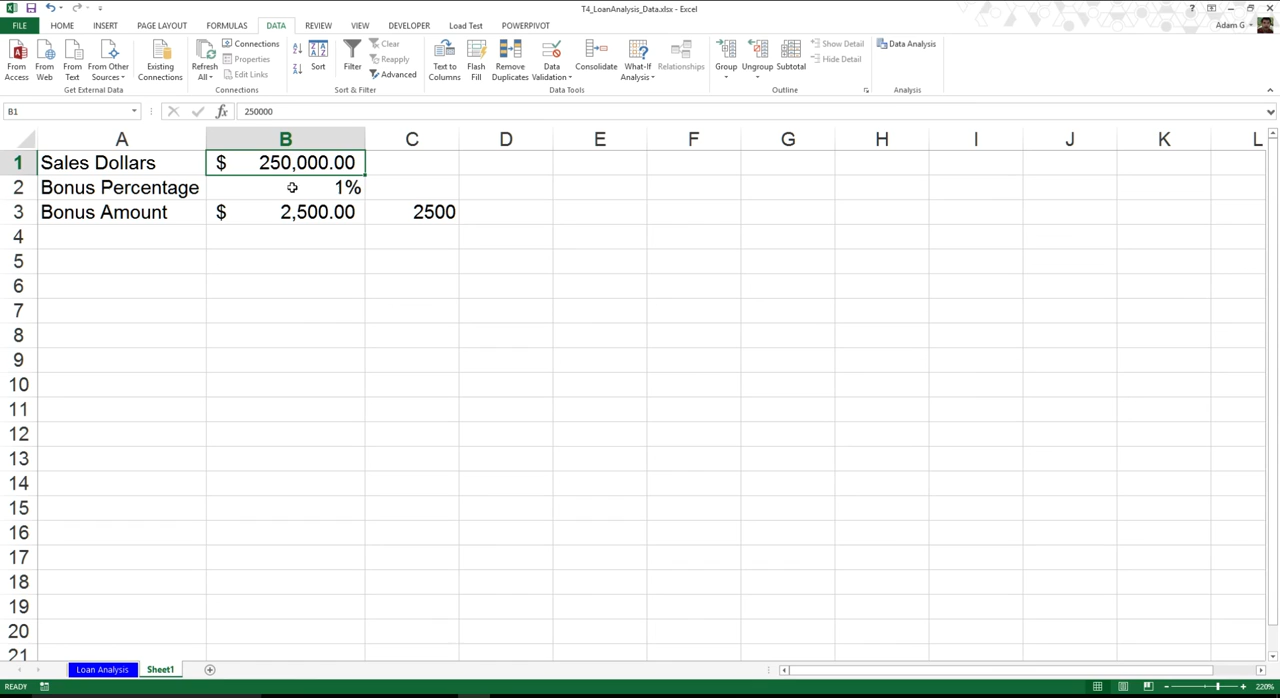 T4_LoanAnalysis_Data.xlsx - Excel
FILE HOME INSERT PAGE LAYOUT FORMULAS DATA REVIEW VIEW DEVELOPER Load Test POWERPIVOT Adam G
From Access
From Web
From Text
From Other Sources
Get External Data
Existing Connections
Refresh All
Connections
Properties
Edit Links
Connections
Sort
Filter
Clear
Reapply
Advanced
Sort & Filter
Text to Columns
Flash Fill
Remove Duplicates
Data Validation
Consolidate
What-If Analysis
Relationships
Data Tools
Group
Ungroup
Subtotal
Show Detail
Hide Detail
Outline
Data Analysis
Analysis
B1 fx 250000
A B C D E F G H I J K L
1 Sales Dollars $ 250,000.00
2 Bonus Percentage 1%
3 Bonus Amount $ 2,500.00 2500
4
5
6
7
8
9
10
11
12
13
14
15
16
17
18
19
20
21
Loan Analysis Sheet1
READY 220%